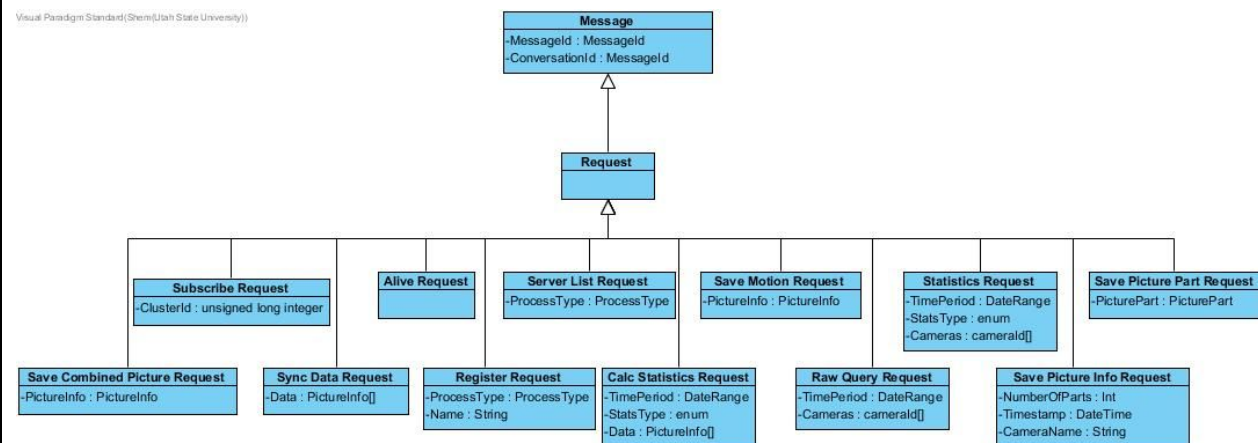 Visual Paradigm Standard(Shem(Utah State University))
Message
-MessageId : MessageId
-ConversationId : MessageId
Request
Subscribe Request
-ClusterId : unsigned long integer
Alive Request
Server List Request
-ProcessType : ProcessType
Save Motion Request
-PictureInfo : PictureInfo
Statistics Request
-TimePeriod : DateRange
-StatsType : enum
-Cameras : cameraId[]
Save Picture Part Request
-PicturePart : PicturePart
Save Combined Picture Request
-PictureInfo : PictureInfo
Sync Data Request
-Data : PictureInfo[]
Register Request
-ProcessType : ProcessType
-Name : String
Calc Statistics Request
-TimePeriod : DateRange
-StatsType : enum
-Data : PictureInfo[]
Raw Query Request
-TimePeriod : DateRange
-Cameras : cameraId[]
Save Picture Info Request
-NumberOfParts : Int
-Timestamp : DateTime
-CameraName : String